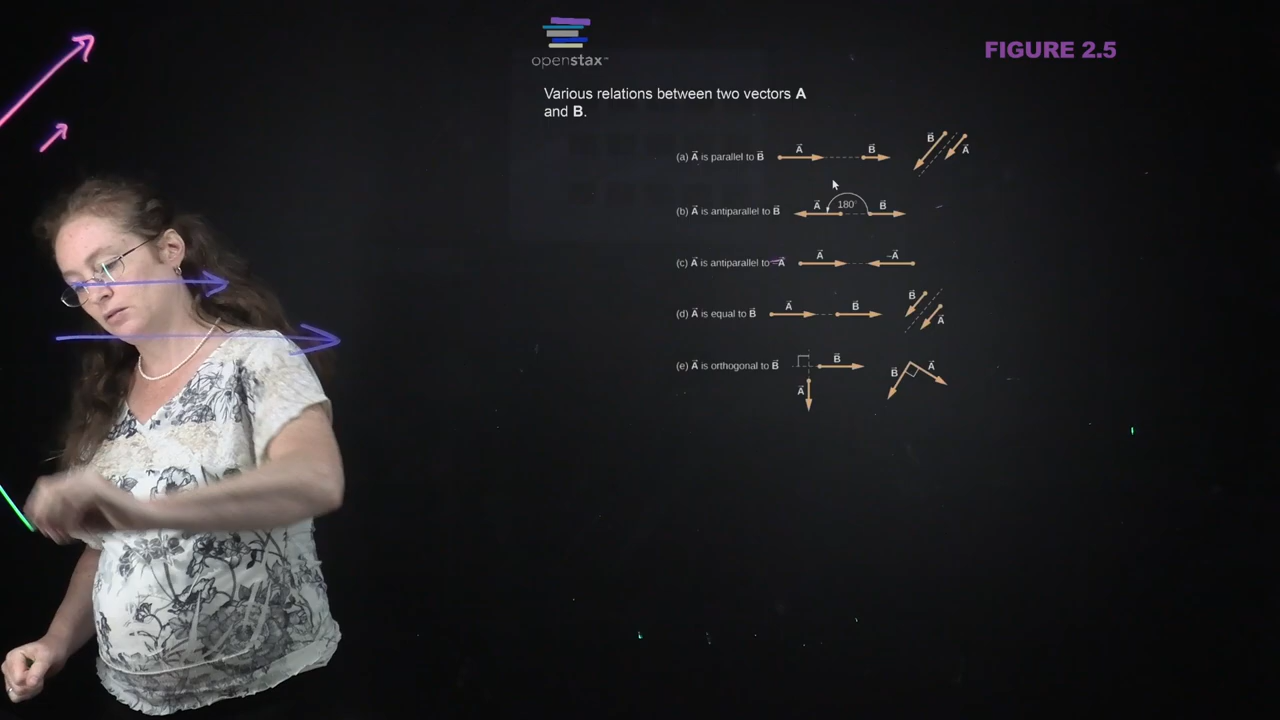 openstax™
FIGURE 2.5
Various relations between two vectors A
and B.
(a) A⃗ is parallel to B⃗ A⃗ B⃗ B⃗ A⃗
(b) A⃗ is antiparallel to B⃗ A⃗ 180° B⃗
(c) A⃗ is antiparallel to −A⃗ A⃗ −A⃗
(d) A⃗ is equal to B⃗ A⃗ B⃗ B⃗ A⃗
(e) A⃗ is orthogonal to B⃗ A⃗ B⃗ B⃗ A⃗